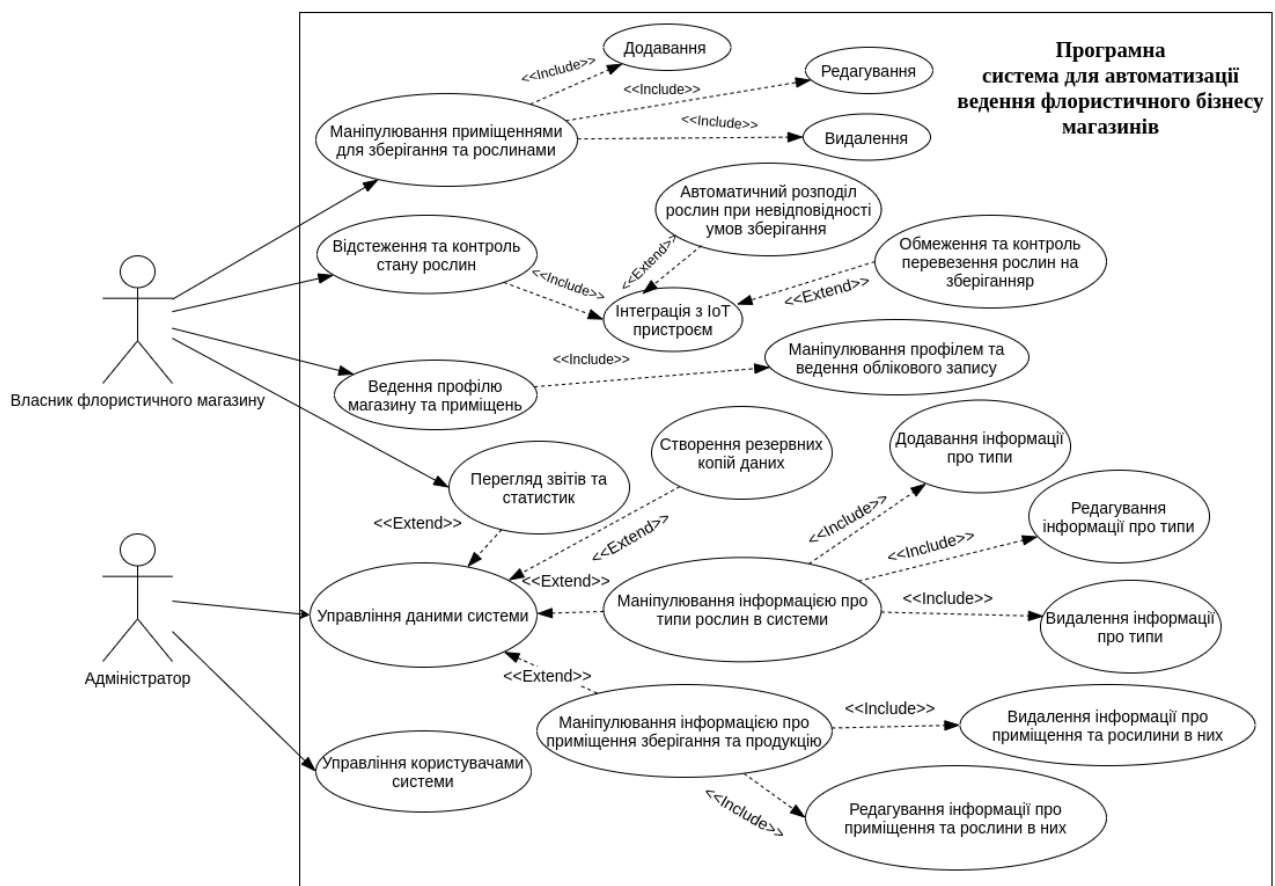 Програмна
система для автоматизації
ведення флористичного бізнесу
магазинів
Додавання
<<Include>>
Редагування
<<Include>>
Маніпулювання приміщеннями
для зберігання та рослинами
<<Include>>
Видалення
Автоматичний розподіл
рослин при невідповідності
умов зберігання
Відстеження та контроль
стану рослин
<<Extend>>
Обмеження та контроль
перевезення рослин на
зберіганняр
<<Include>>
<<Extend>>
Інтеграція з IoT
пристроєм
<<Include>>
Маніпулювання профілем та
ведення облікового запису
Ведення профілю
магазину та приміщень
Власник флористичного магазину
Створення резервних
копій даних
Додавання інформації
про типи
Перегляд звітів та
статистик
<<Extend>>
<<Extend>>
<<Include>>
Редагування
інформації про типи
<<Include>>
<<Extend>>
Управління даними системи
Маніпулювання інформацією про
типи рослин в системи
<<Include>>
Видалення інформації
про типи
Адміністратор
<<Extend>>
Маніпулювання інформацією про
приміщення зберігання та продукцію
<<Include>>
Видалення інформації про
приміщення та росилини в них
Управління користувачами
системи
<<Include>>
Редагування інформації про
приміщення та рослини в них